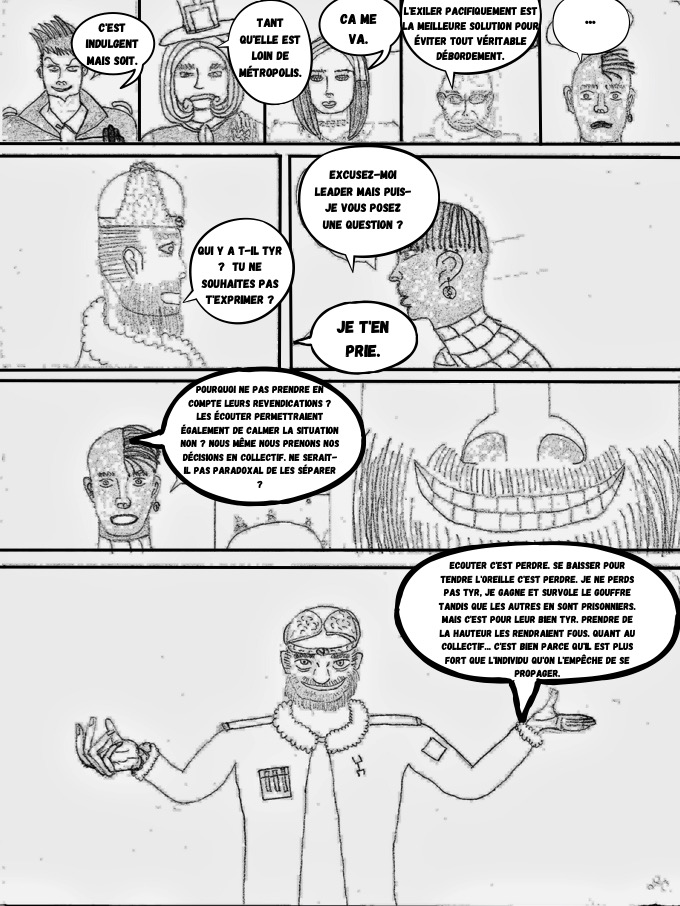 C'EST
INDULGENT
MAIS SOIT.
TANT
QU'ELLE EST
LOIN DE
MÉTROPOLIS.
CA ME
VA.
L'EXILER PACIFIQUEMENT EST
LA MEILLEURE SOLUTION POUR
ÉVITER TOUT VÉRITABLE
DÉBORDEMENT.
...
QUI Y A T-IL TYR
? TU NE
SOUHAITES PAS
T'EXPRIMER ?
EXCUSEZ-MOI
LEADER MAIS PUIS-
JE VOUS POSEZ
UNE QUESTION ?
JE T'EN
PRIE.
POURQUOI NE PAS PRENDRE EN
COMPTE LEURS REVENDICATIONS ?
LES ÉCOUTER PERMETTRAIENT
ÉGALEMENT DE CALMER LA SITUATION
NON ? NOUS MÊME NOUS PRENONS NOS
DÉCISIONS EN COLLECTIF. NE SERAIT-
IL PAS PARADOXAL DE LES SÉPARER
?
ECOUTER C'EST PERDRE. SE BAISSER POUR
TENDRE L'OREILLE C'EST PERDRE. JE NE PERDS
PAS TYR, JE GAGNE ET SURVOLE LE GOUFFRE
TANDIS QUE LES AUTRES EN SONT PRISONNIERS.
MAIS C'EST POUR LEUR BIEN TYR. PRENDRE DE
LA HAUTEUR LES RENDRAIENT FOUS. QUANT AU
COLLECTIF... C'EST BIEN PARCE QU'IL EST PLUS
FORT QUE L'INDIVIDU QU'ON L'EMPÊCHE DE SE
PROPAGER.